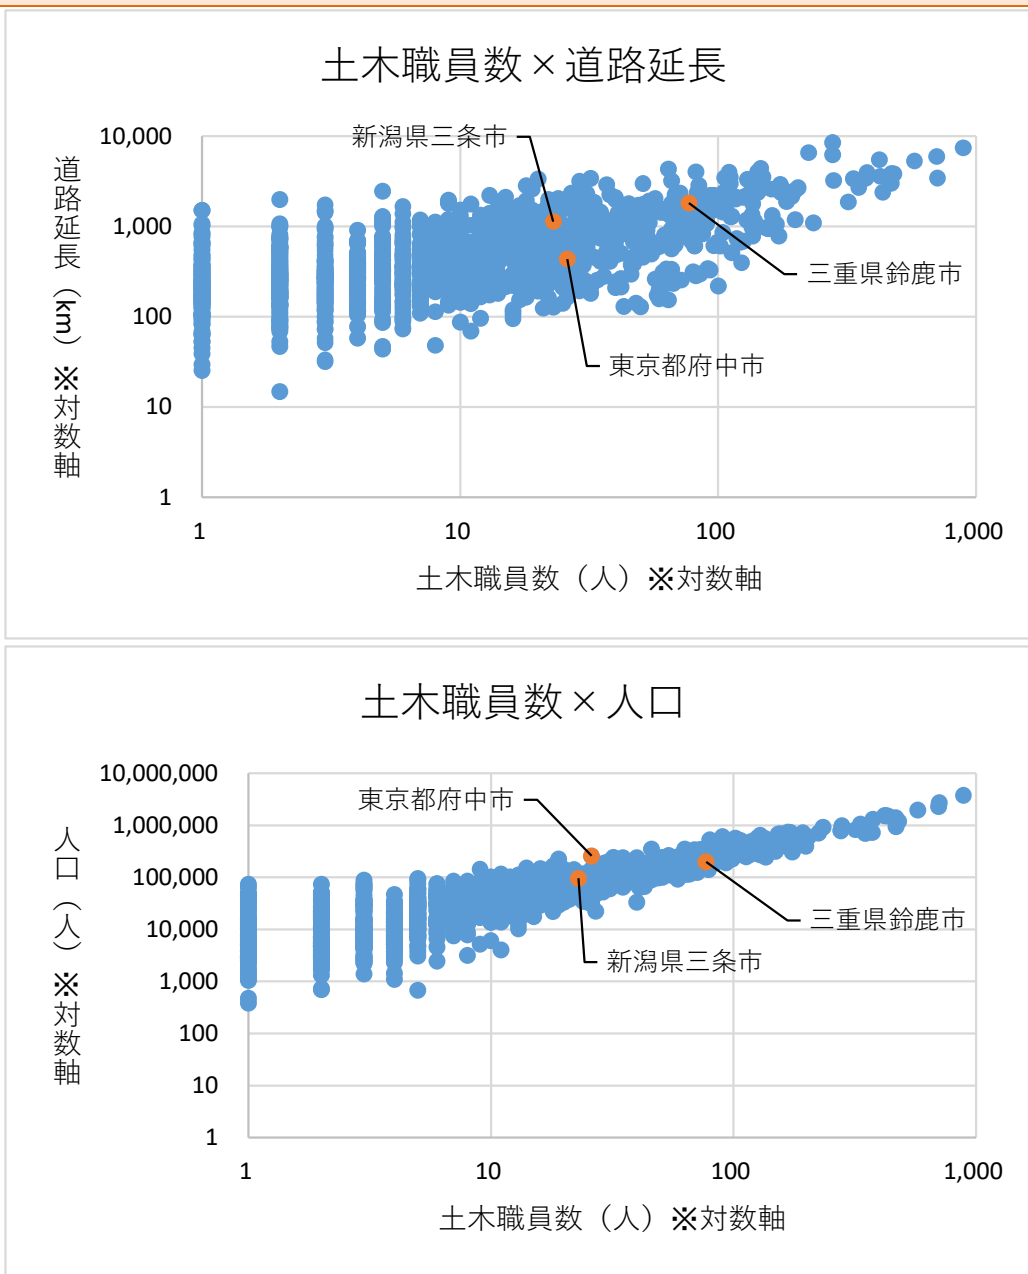 土木職員数×道路延長
新潟県三条市
10,000
1,000
100
10
1
道路延長（km）※対数軸
三重県鈴鹿市
東京都府中市
1
10
100
1,000
土木職員数（人）※対数軸
土木職員数×人口
10,000,000
1,000,000
100,000
10,000
1,000
100
10
1
人口（人）※対数軸
東京都府中市
三重県鈴鹿市
新潟県三条市
1
10
100
1,000
土木職員数（人）※対数軸